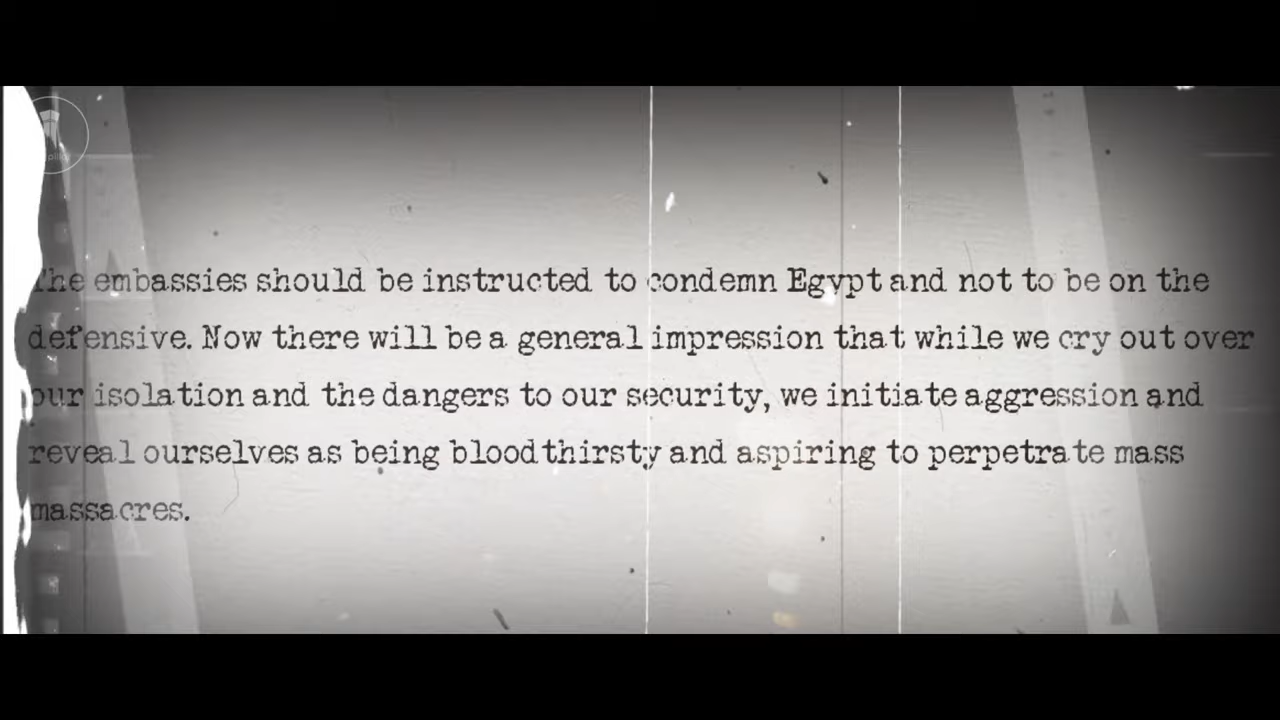 The embassies should be instructed to condemn Egypt and not to be on the
defensive. Now there will be a general impression that while we cry out over
our isolation and the dangers to our security, we initiate aggression and
reveal ourselves as being bloodthirsty and aspiring to perpetrate mass
massacres.